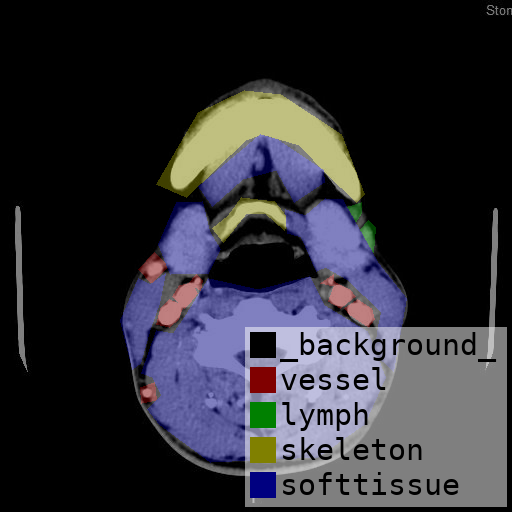 Ston
_background_
vessel
lymph
skeleton
softtissue